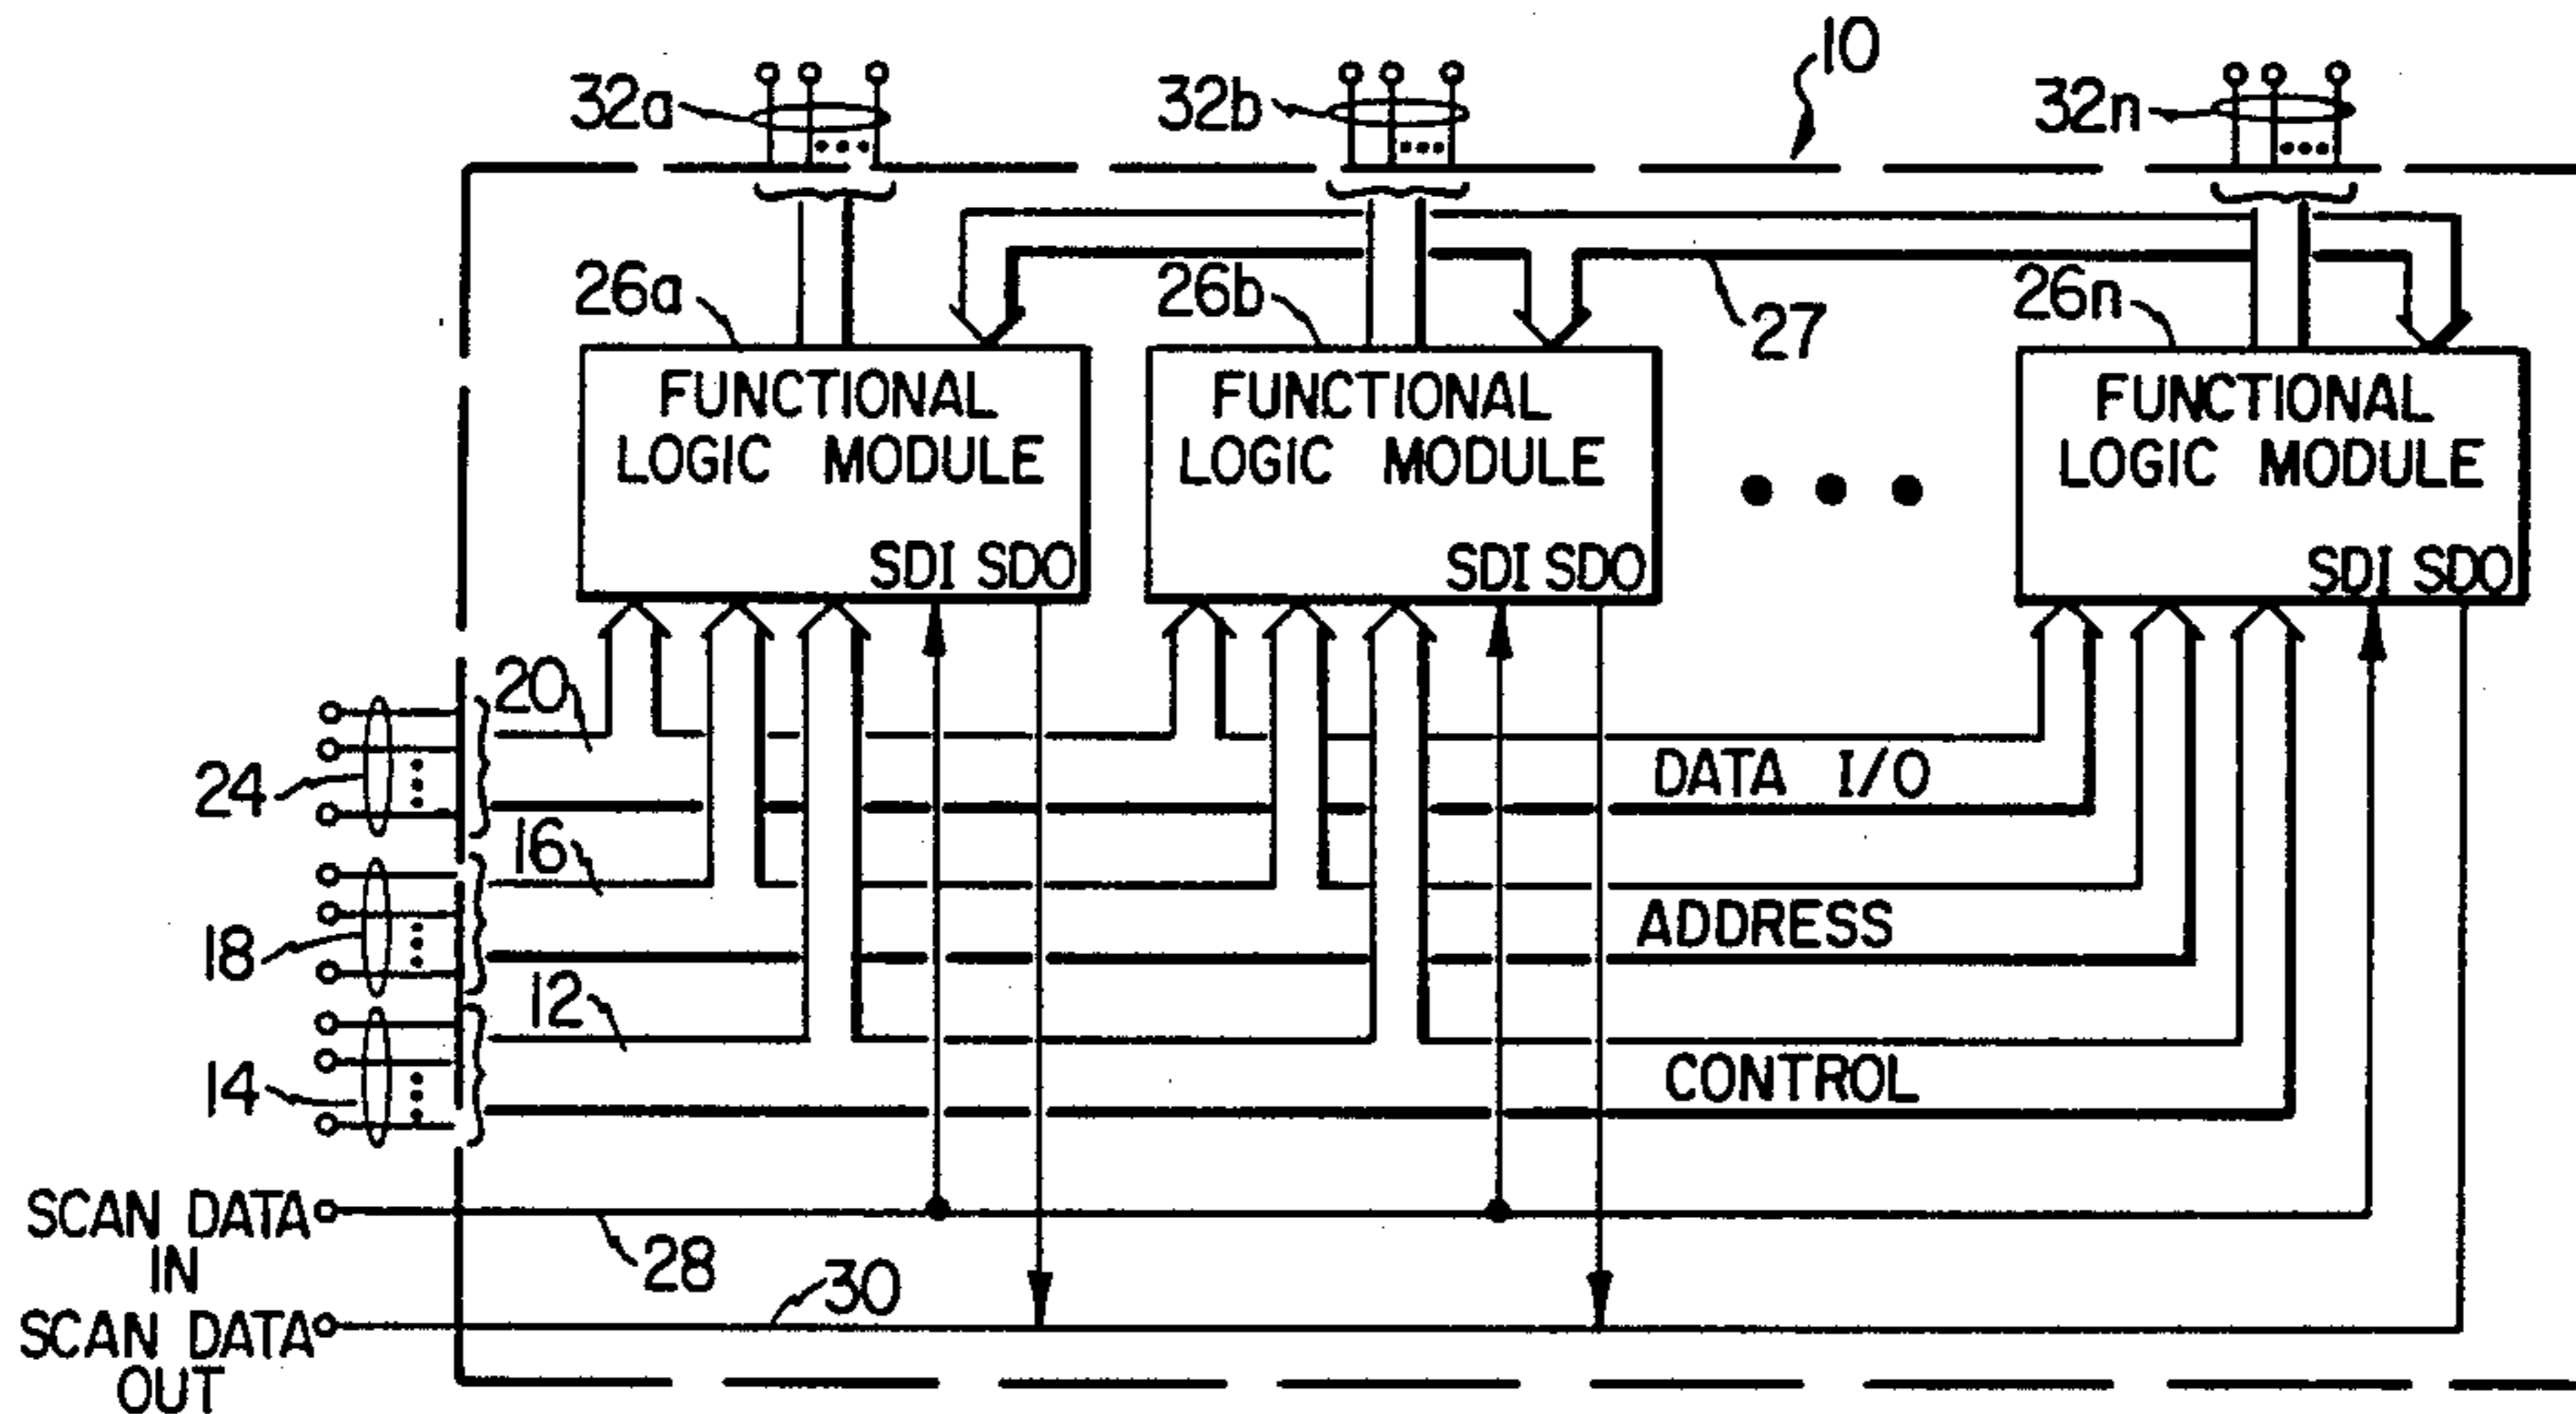 10
32a
32b
32n
26a
26b
27
26n
FUNCTIONAL
LOGIC MODULE
SDI SDO
FUNCTIONAL
LOGIC MODULE
SDI SDO
FUNCTIONAL
LOGIC MODULE
SDI SDO
20
24
DATA I/O
16
18
ADDRESS
12
14
CONTROL
SCAN DATA
IN
28
SCAN DATA
OUT
30